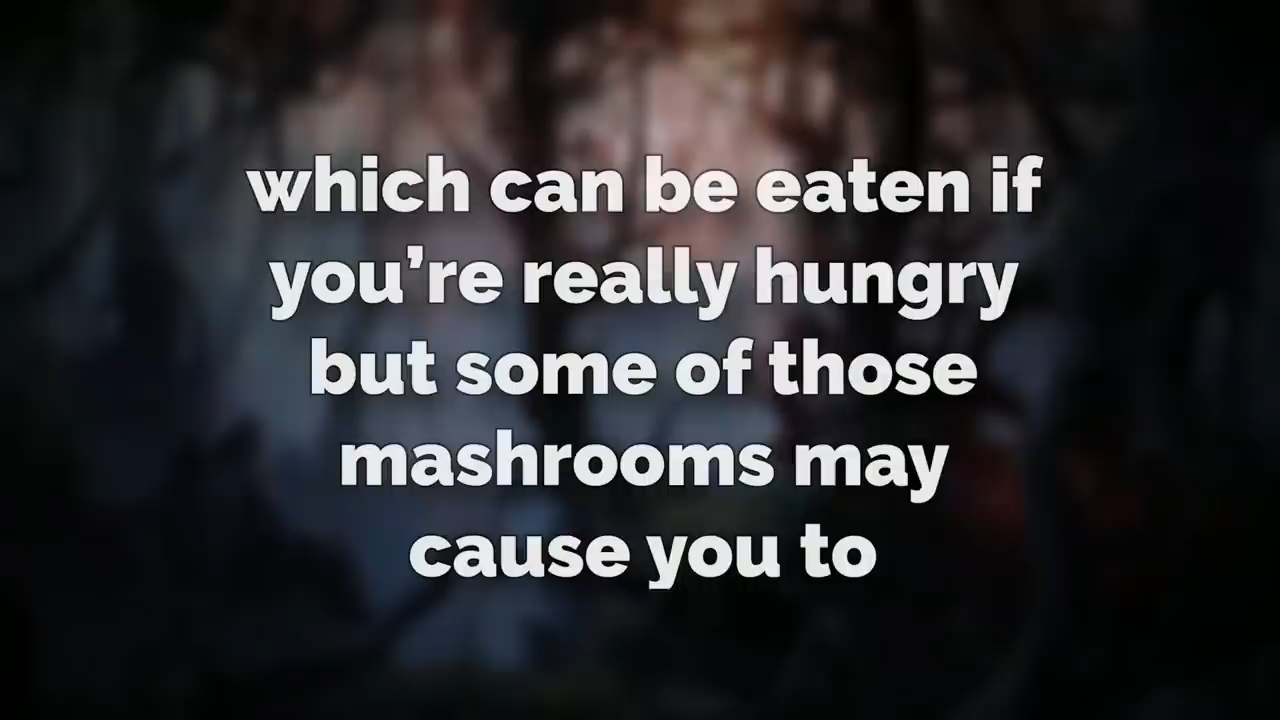 which can be eaten if
you’re really hungry
but some of those
mashrooms may
cause you to